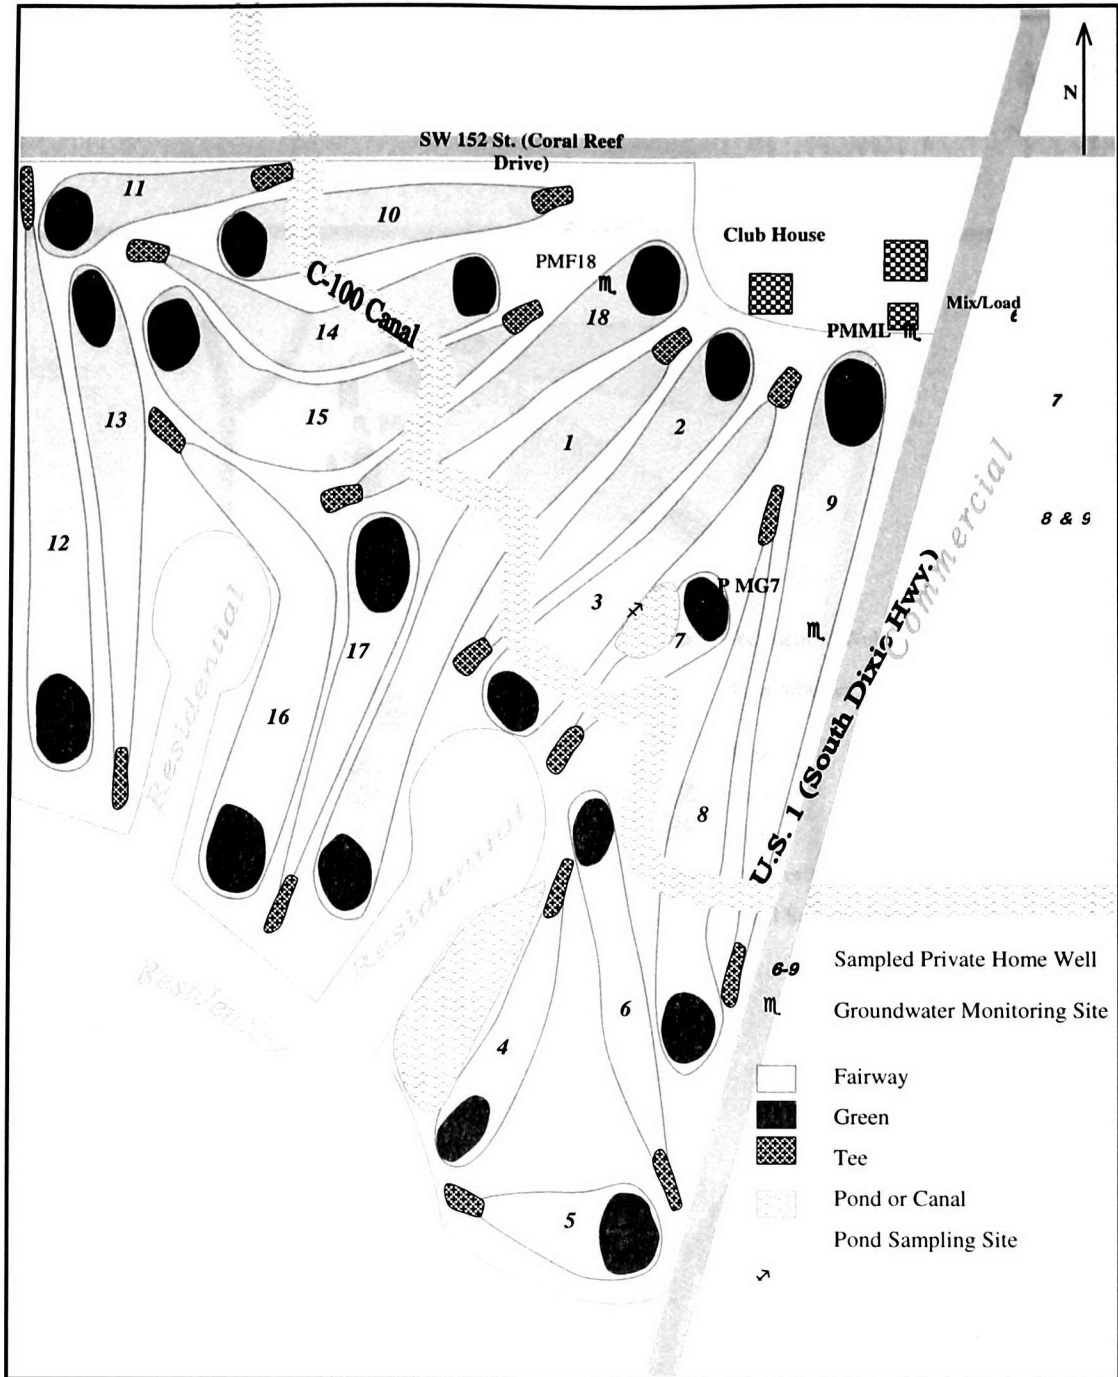 N
SW 152 St. (Coral Reef
Drive)
11
10
Club House
PMF18
C-100 Canal
Mix/Load
6
14
18
PMML
7
13
15
1
2
9
8 & 9
12
Commercial
Residential
3
P MG7
7
17
16
U.S. 1 (South Dixie Hwy.)
8
Residential
Residential
6-9 Sampled Private Home Well
Groundwater Monitoring Site
6
4
Fairway
Green
Tee
Pond or Canal
5
Pond Sampling Site